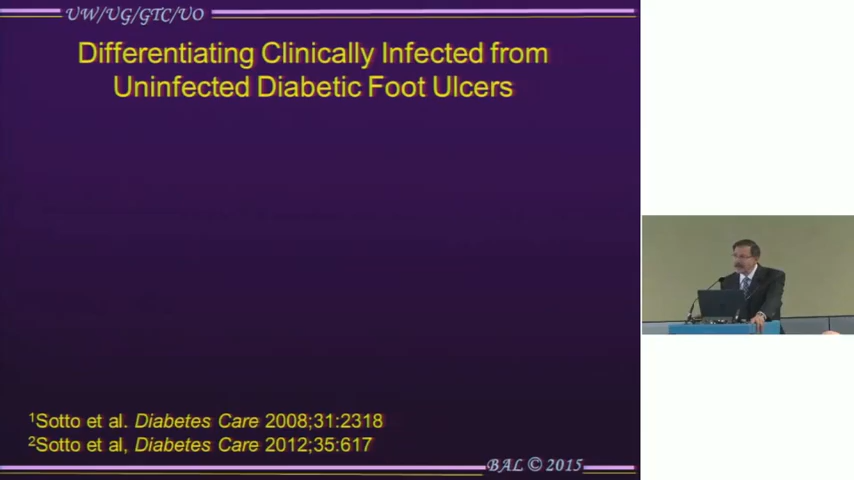 UW/UG/GTC/UO
Differentiating Clinically Infected from
Uninfected Diabetic Foot Ulcers
¹Sotto et al. Diabetes Care 2008;31:2318
²Sotto et al, Diabetes Care 2012;35:617
BAL © 2015